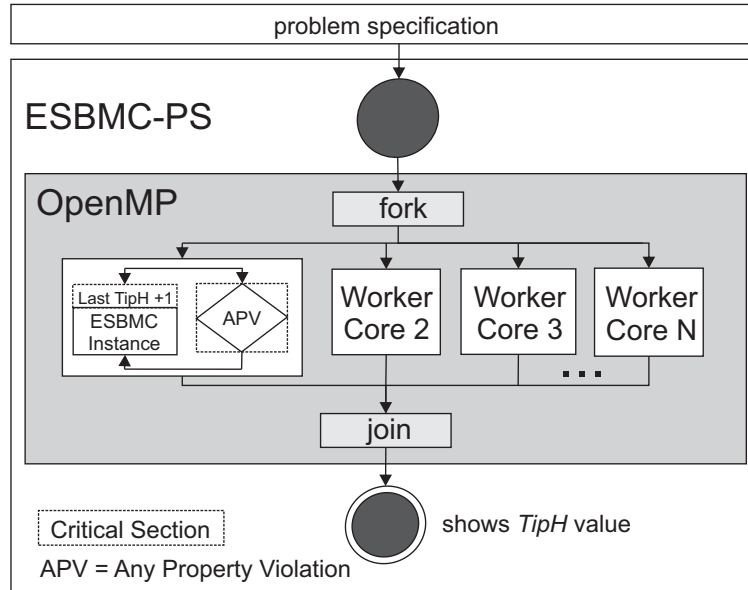 problem specification
ESBMC-PS
OpenMP
fork
Last TipH +1
ESBMC
Instance
APV
Worker
Core 2
Worker
Core 3
Worker
Core N
...
join
shows TipH value
Critical Section
APV = Any Property Violation